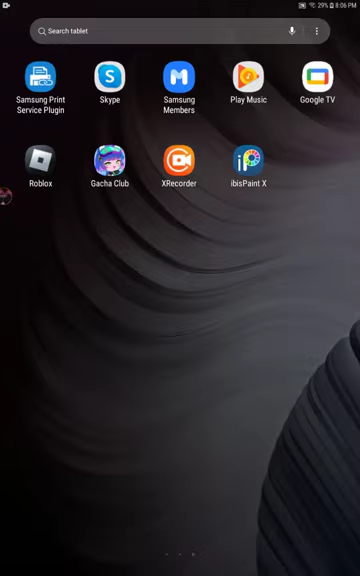 29% 8:06 PM
Search tablet
Samsung Print
Service Plugin
Skype
Samsung
Members
Play Music
Google TV
Roblox
Gacha Club
XRecorder
ibisPaint X